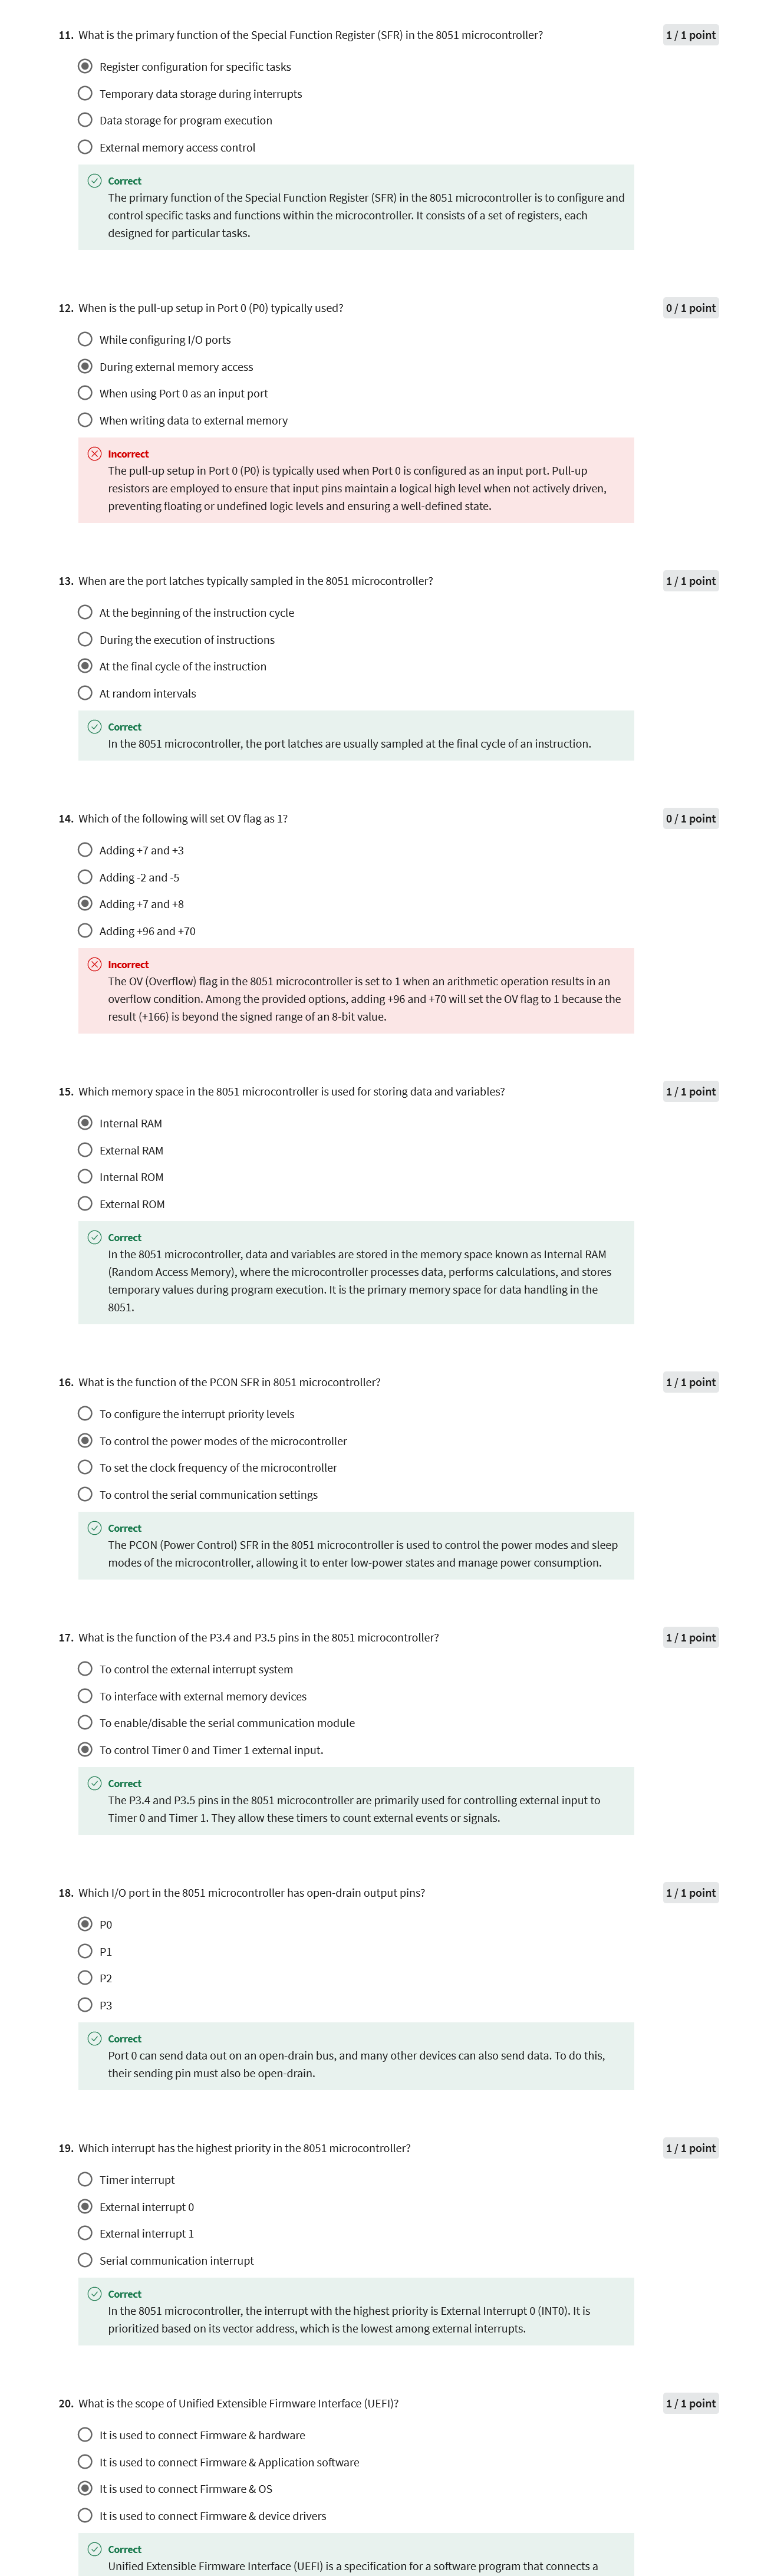 11. What is the primary function of the Special Function Register (SFR) in the 8051 microcontroller? 1 / 1 point
Register configuration for specific tasks
Temporary data storage during interrupts
Data storage for program execution
External memory access control
Correct
The primary function of the Special Function Register (SFR) in the 8051 microcontroller is to configure and
control specific tasks and functions within the microcontroller. It consists of a set of registers, each
designed for particular tasks.
12. When is the pull-up setup in Port 0 (P0) typically used? 0 / 1 point
While configuring I/O ports
During external memory access
When using Port 0 as an input port
When writing data to external memory
Incorrect
The pull-up setup in Port 0 (P0) is typically used when Port 0 is configured as an input port. Pull-up
resistors are employed to ensure that input pins maintain a logical high level when not actively driven,
preventing floating or undefined logic levels and ensuring a well-defined state.
13. When are the port latches typically sampled in the 8051 microcontroller? 1 / 1 point
At the beginning of the instruction cycle
During the execution of instructions
At the final cycle of the instruction
At random intervals
Correct
In the 8051 microcontroller, the port latches are usually sampled at the final cycle of an instruction.
14. Which of the following will set OV flag as 1? 0 / 1 point
Adding +7 and +3
Adding -2 and -5
Adding +7 and +8
Adding +96 and +70
Incorrect
The OV (Overflow) flag in the 8051 microcontroller is set to 1 when an arithmetic operation results in an
overflow condition. Among the provided options, adding +96 and +70 will set the OV flag to 1 because the
result (+166) is beyond the signed range of an 8-bit value.
15. Which memory space in the 8051 microcontroller is used for storing data and variables? 1 / 1 point
Internal RAM
External RAM
Internal ROM
External ROM
Correct
In the 8051 microcontroller, data and variables are stored in the memory space known as Internal RAM
(Random Access Memory), where the microcontroller processes data, performs calculations, and stores
temporary values during program execution. It is the primary memory space for data handling in the
8051.
16. What is the function of the PCON SFR in 8051 microcontroller? 1 / 1 point
To configure the interrupt priority levels
To control the power modes of the microcontroller
To set the clock frequency of the microcontroller
To control the serial communication settings
Correct
The PCON (Power Control) SFR in the 8051 microcontroller is used to control the power modes and sleep
modes of the microcontroller, allowing it to enter low-power states and manage power consumption.
17. What is the function of the P3.4 and P3.5 pins in the 8051 microcontroller? 1 / 1 point
To control the external interrupt system
To interface with external memory devices
To enable/disable the serial communication module
To control Timer 0 and Timer 1 external input.
Correct
The P3.4 and P3.5 pins in the 8051 microcontroller are primarily used for controlling external input to
Timer 0 and Timer 1. They allow these timers to count external events or signals.
18. Which I/O port in the 8051 microcontroller has open-drain output pins? 1 / 1 point
P0
P1
P2
P3
Correct
Port 0 can send data out on an open-drain bus, and many other devices can also send data. To do this,
their sending pin must also be open-drain.
19. Which interrupt has the highest priority in the 8051 microcontroller? 1 / 1 point
Timer interrupt
External interrupt 0
External interrupt 1
Serial communication interrupt
Correct
In the 8051 microcontroller, the interrupt with the highest priority is External Interrupt 0 (INT0). It is
prioritized based on its vector address, which is the lowest among external interrupts.
20. What is the scope of Unified Extensible Firmware Interface (UEFI)? 1 / 1 point
It is used to connect Firmware & hardware
It is used to connect Firmware & Application software
It is used to connect Firmware & OS
It is used to connect Firmware & device drivers
Correct
Unified Extensible Firmware Interface (UEFI) is a specification for a software program that connects a